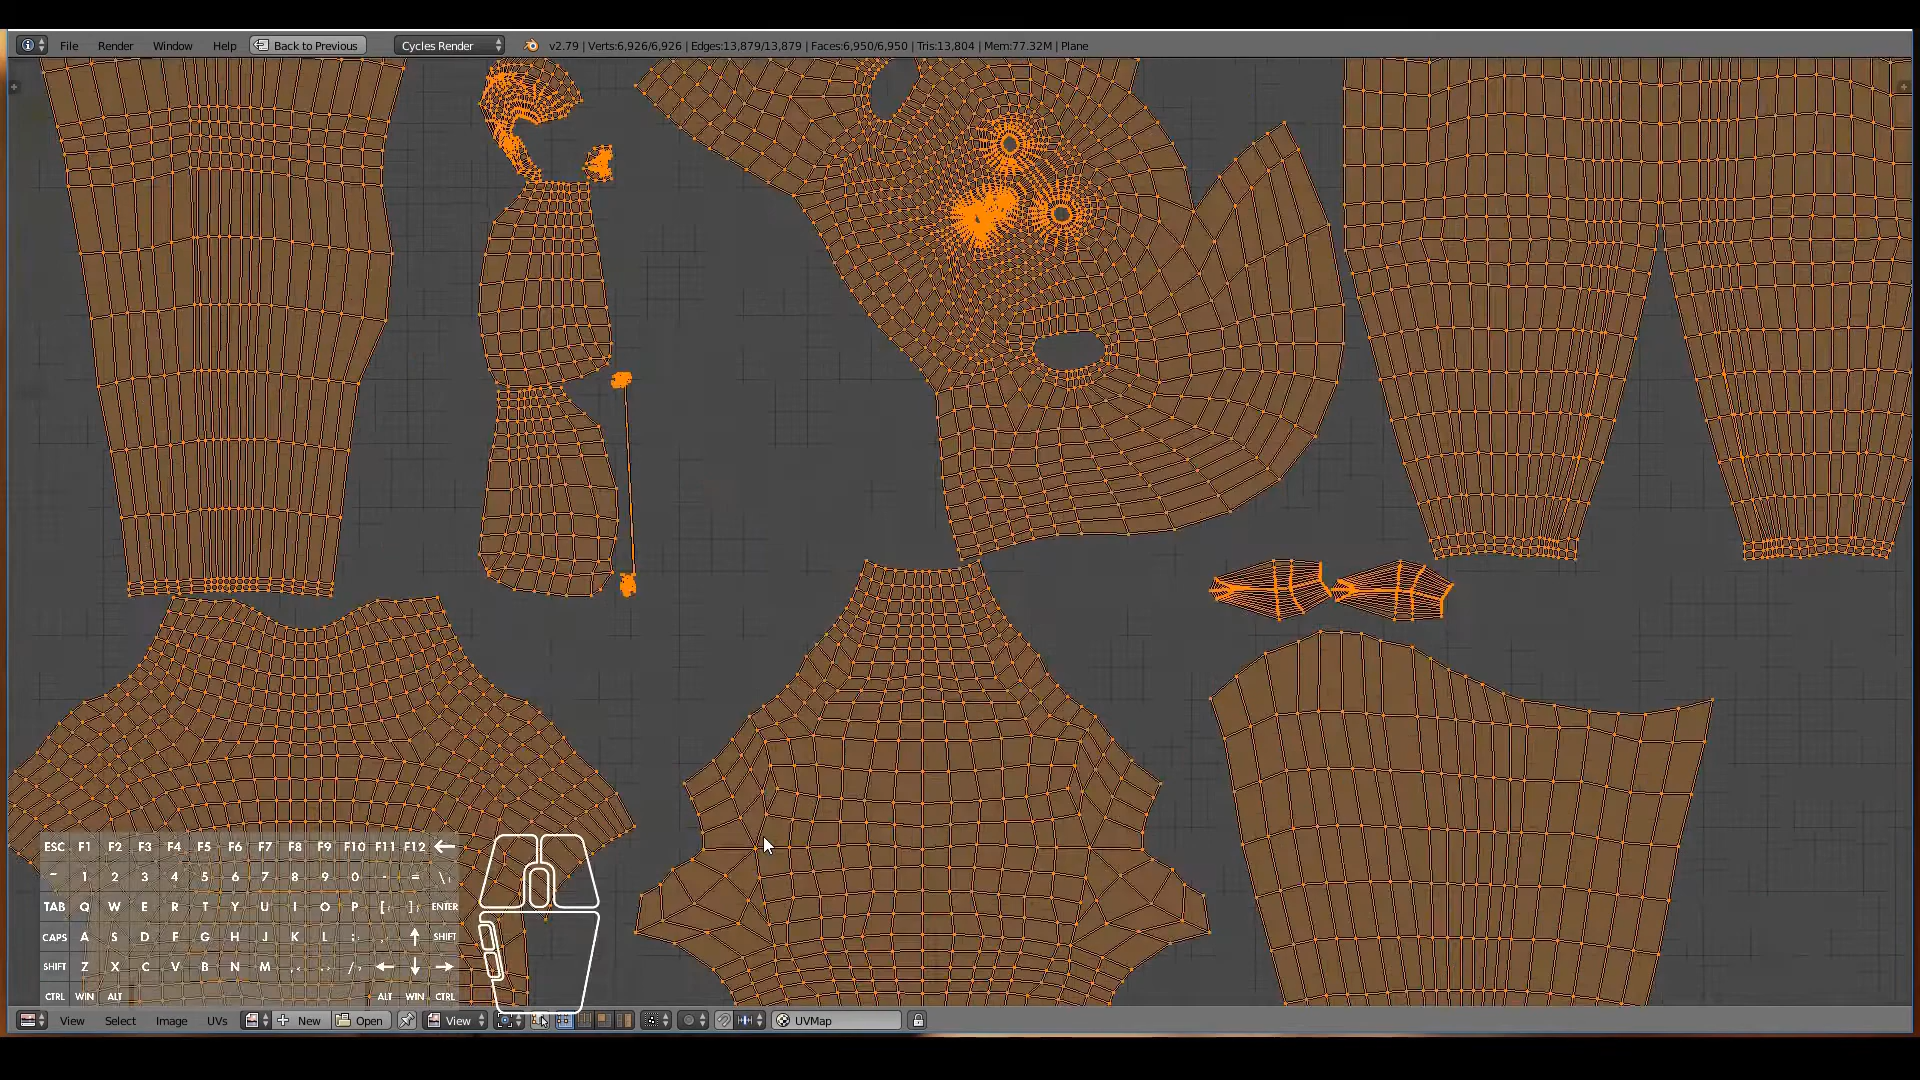 File Render Window Help Back to Previous Cycles Render v2.79 | Verts:6,926/6,926 | Edges:13,879/13,879 | Faces:6,950/6,950 | Tris:13,804 | Mem:77.32M | Plane
ESC F1 F2 F3 F4 F5 F6 F7 F8 F9 F10 F11 F12 ←
~ 1 2 3 4 5 6 7 8 9 0 - = \|
TAB Q W E R T Y U I O P [{ ]} ENTER
CAPS A S D F G H J K L ; ↑ SHIFT
SHIFT Z X C V B N M ,< .> /? ← ↓ →
CTRL WIN ALT ALT WIN CTRL
View Select Image UVs New Open View UVMap